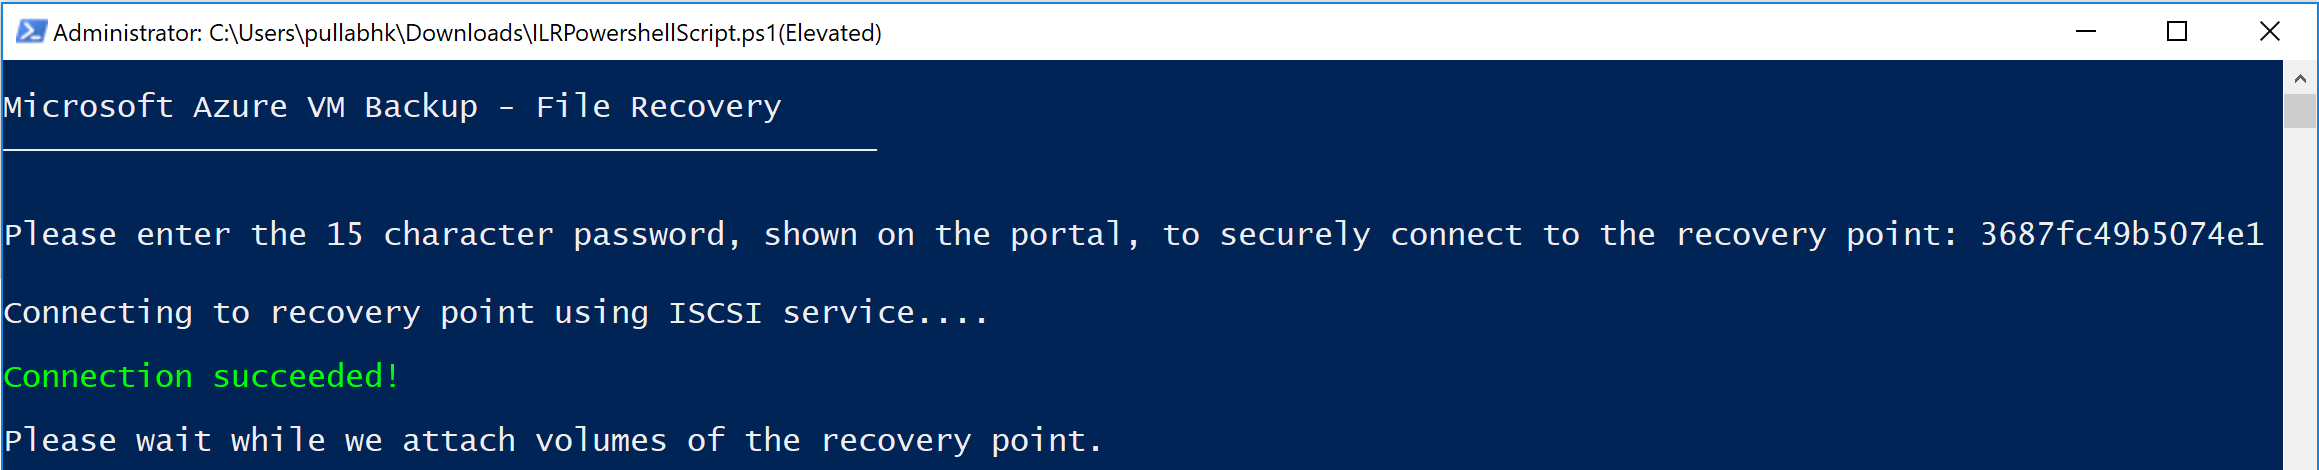 Administrator: C:\Users\pullabhk\Downloads\ILRPowershellScript.ps1(Elevated)
Microsoft Azure VM Backup - File Recovery
Please enter the 15 character password, shown on the portal, to securely connect to the recovery point: 3687fc49b5074e1
Connecting to recovery point using ISCSI service....
Connection succeeded!
Please wait while we attach volumes of the recovery point.